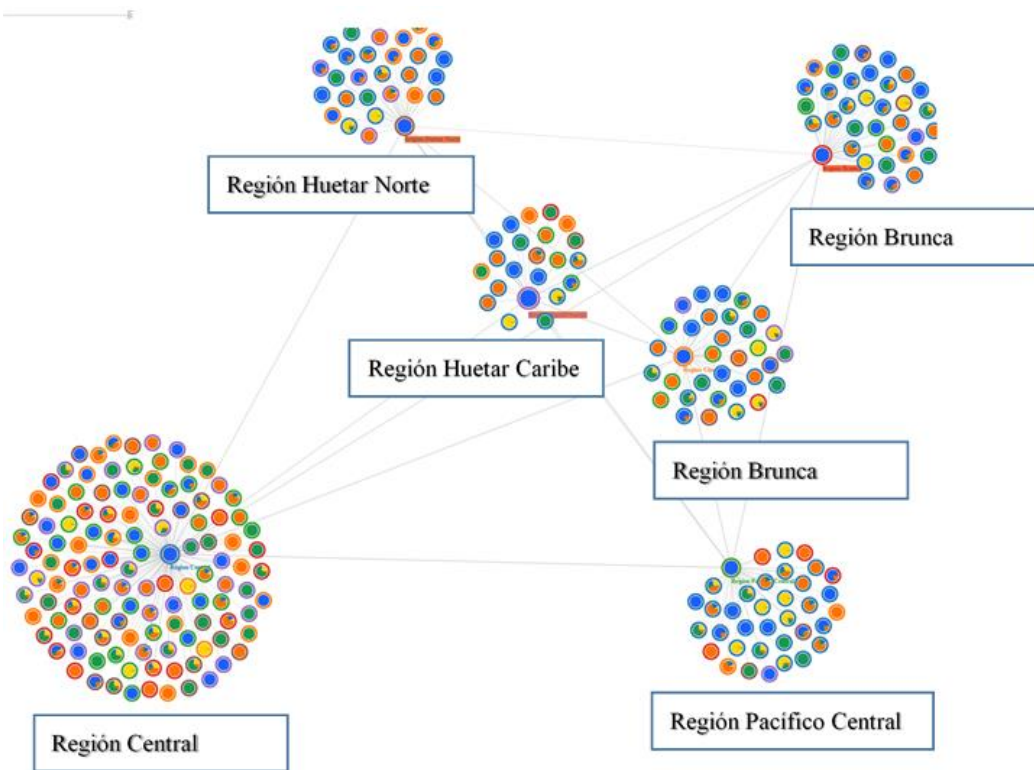 Región Huetar Norte
Región Brunca
Región Huetar Caribe
Región Brunca
Región Pacífico Central
Región Central